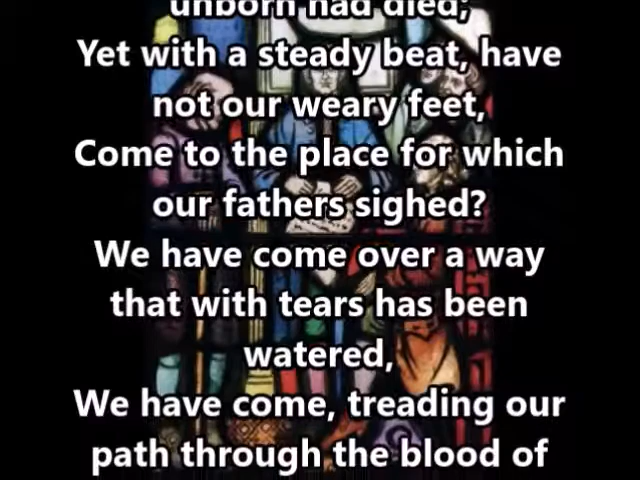 unborn had died;
Yet with a steady beat, have
not our weary feet,
Come to the place for which
our fathers sighed?
We have come over a way
that with tears has been
watered,
We have come, treading our
path through the blood of